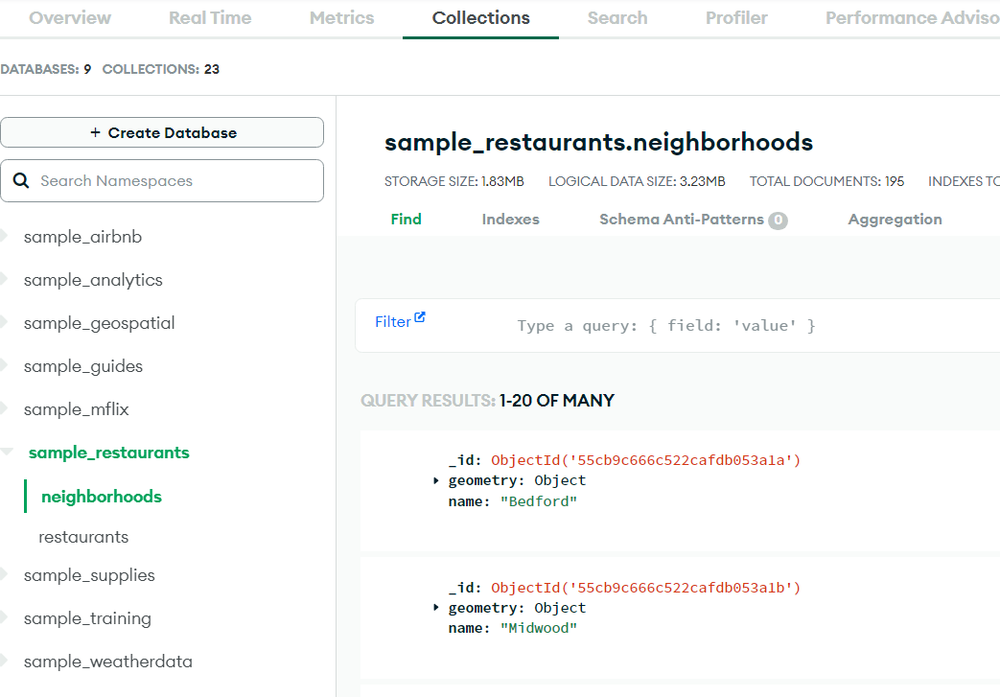 Overview Real Time Metrics Collections Search Profiler Performance Adviso
DATABASES: 9 COLLECTIONS: 23
+ Create Database
Search Namespaces
sample_airbnb
sample_analytics
sample_geospatial
sample_guides
sample_mflix
sample_restaurants
neighborhoods
restaurants
sample_supplies
sample_training
sample_weatherdata
sample_restaurants.neighborhoods
STORAGE SIZE: 1.83MB LOGICAL DATA SIZE: 3.23MB TOTAL DOCUMENTS: 195 INDEXES TO
Find Indexes Schema Anti-Patterns 0 Aggregation
Filter Type a query: { field: 'value' }
QUERY RESULTS: 1-20 OF MANY
_id: ObjectId('55cb9c666c522cafdb053a1a')
geometry: Object
name: "Bedford"
_id: ObjectId('55cb9c666c522cafdb053a1b')
geometry: Object
name: "Midwood"